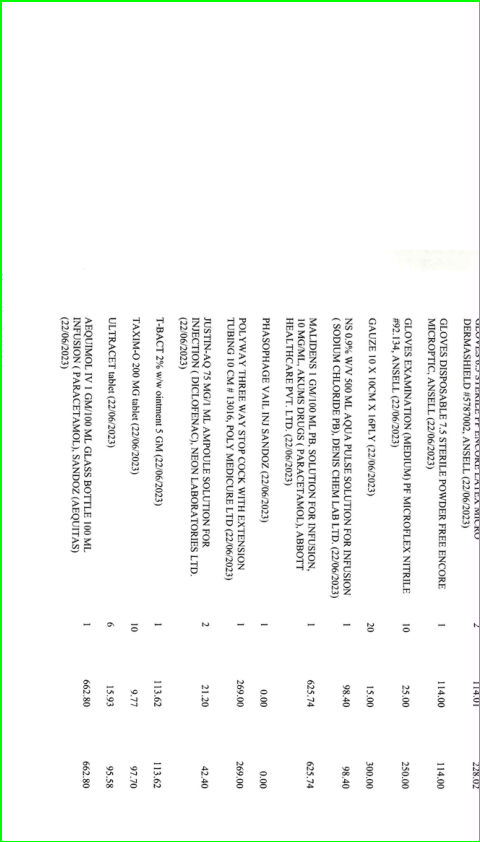 DERMASHIELD #5787002, ANSELL (22/06/2023) 2 114.01 228.02
GLOVES DISPOSABLE 7.5 STERILE POWDER FREE ENCORE 1 114.00 114.00
MICROPTIC, ANSELL (22/06/2023)
GLOVES EXAMINATION (MEDIUM) PF MICROFLEX NITRILE 10 25.00 250.00
#92.134, ANSELL (22/06/2023)
GAUZE 10 X 10CM X 16PLY (22/06/2023) 20 15.00 300.00
NS 0.9% W/V 500 ML AQUA PULSE SOLUTION FOR INFUSION 1 98.40 98.40
( SODIUM CHLORIDE PB), DENIS CHEM LAB LTD. (22/06/2023)
MALIDENS 1 GM/100 ML PB, SOLUTION FOR INFUSION, 1 625.74 625.74
10 MG/ML, AKUMS DRUGS ( PARACETAMOL), ABBOTT
HEALTHCARE PVT. LTD. (22/06/2023)
PHASOPHAGE VAIL INJ SANDOZ (22/06/2023) 1 0.00 0.00
POLYWAY THREE WAY STOP COCK WITH EXTENSION 1 269.00 269.00
TUBING 10 CM # 13016, POLY MEDICURE LTD (22/06/2023)
JUSTIN-AQ 75 MG/1 ML AMPOULE SOLUTION FOR 2 21.20 42.40
INJECTION ( DICLOFENAC), NEON LABORATORIES LTD.
(22/06/2023)
T-BACT 2% w/w ointment 5 GM (22/06/2023) 1 113.62 113.62
TAXIM-O 200 MG tablet (22/06/2023) 10 9.77 97.70
ULTRACET tablet (22/06/2023) 6 15.93 95.58
AEQUIMOL IV 1 GM/100 ML GLASS BOTTLE 100 ML 1 662.80 662.80
INFUSION ( PARACETAMOL), SANDOZ (AEQUITAS)
(22/06/2023)